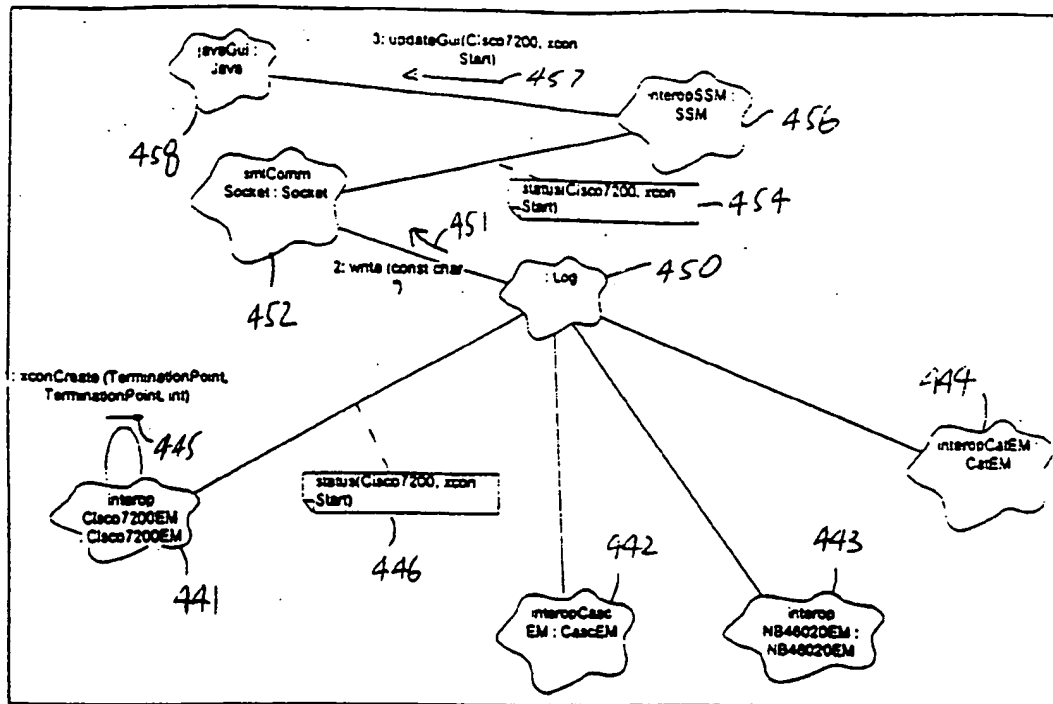 javaGui :
Java
3: updateGui(Cisco7200, xcon
Start)
457
interopSSM :
SSM
456
458
smlComm
Socket : Socket
status(Cisco7200, xcon
Start)
454
451
2: write (const char
: Log
450
452
: xconCreate (TerminationPoint,
TerminationPoint, int)
444
445
interopCatEM :
CatEM
status(Cisco7200, xcon
Start)
interop
Cisco7200EM
: Cisco7200EM
446
442
443
441
interopCasc
EM : CascEM
interop
NB46020EM :
NB46020EM